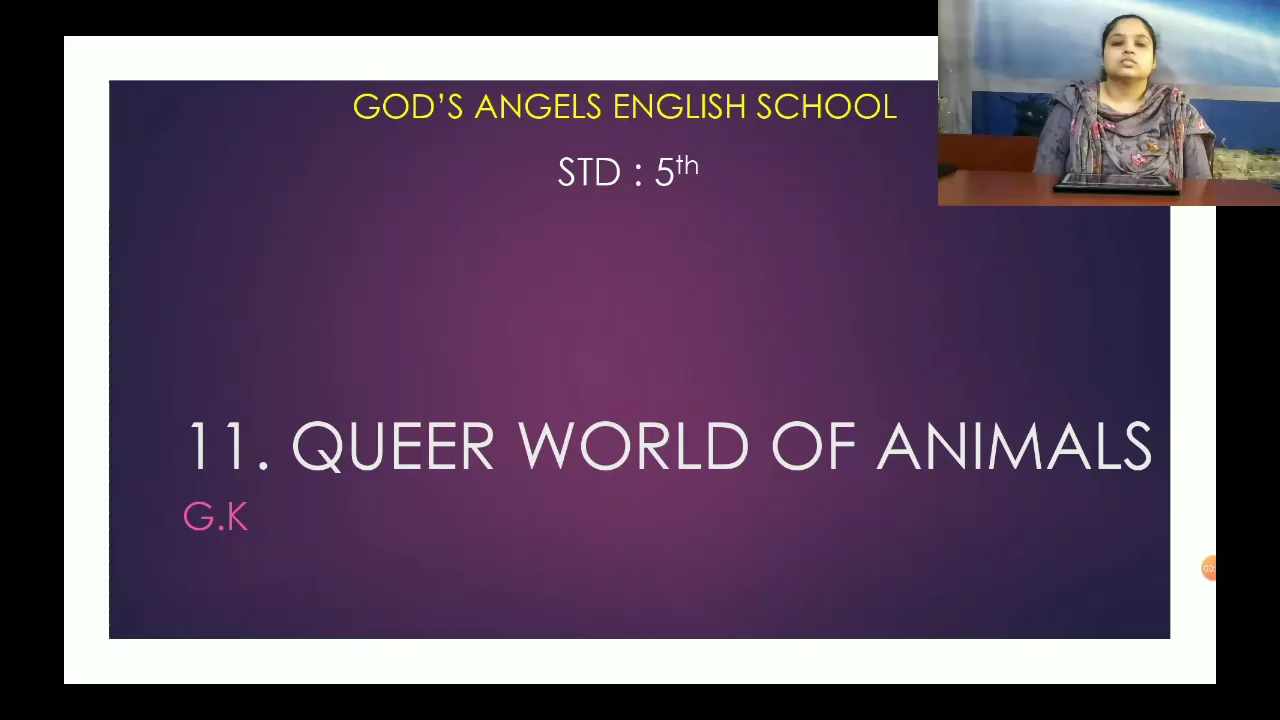 GOD'S ANGELS ENGLISH SCHOOL
STD : 5th
11. QUEER WORLD OF ANIMALS
G.K